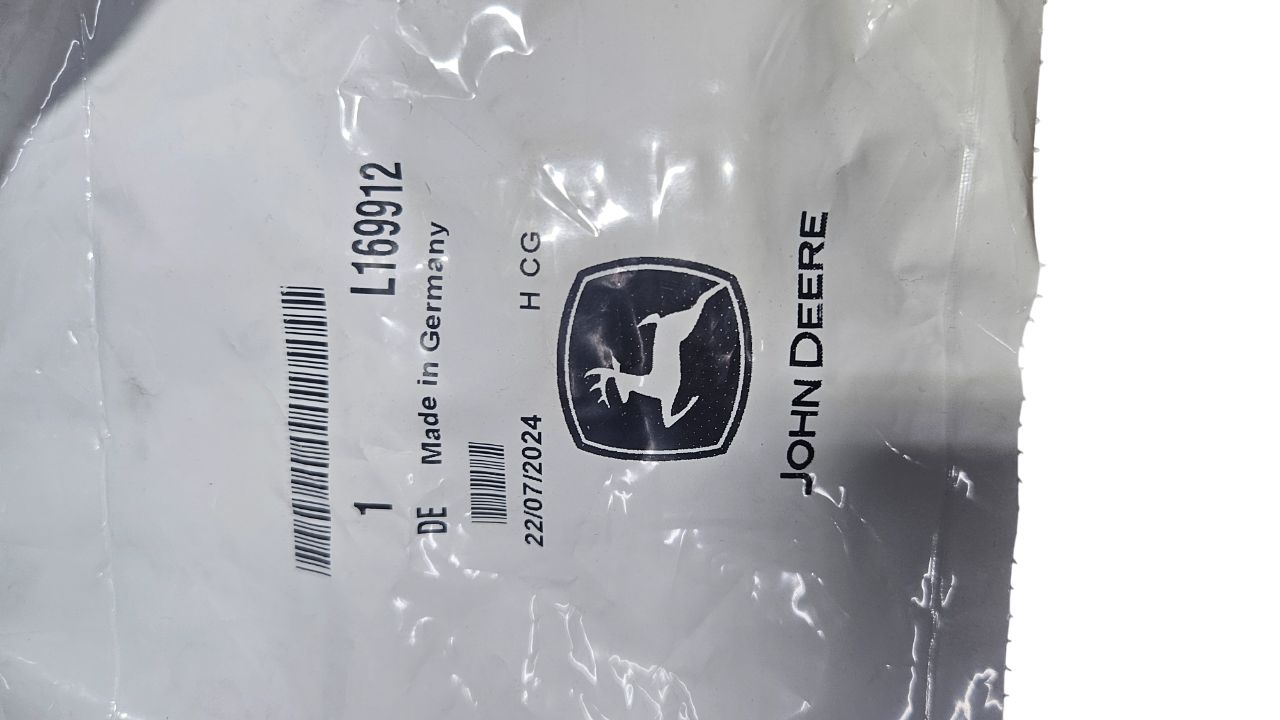 1 L169912
DE Made in Germany
22/07/2024 H CG
JOHN DEERE